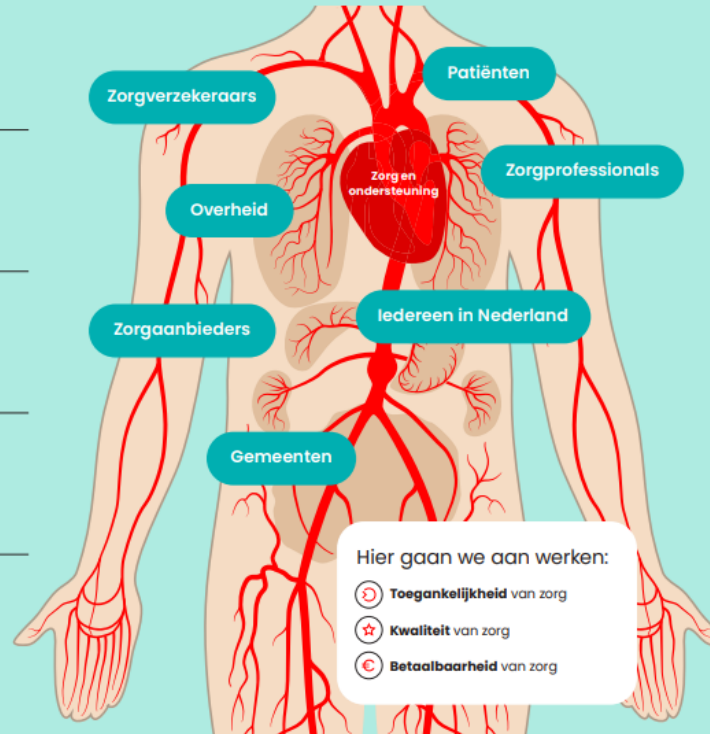 Patiënten
Zorgverzekeraars
Zorgprofessionals
Zorg en
ondersteuning
Overheid
Iedereen in Nederland
Zorgaanbieders
Gemeenten
Hier gaan we aan werken:
Toegankelijkheid van zorg
Kwaliteit van zorg
€ Betaalbaarheid van zorg